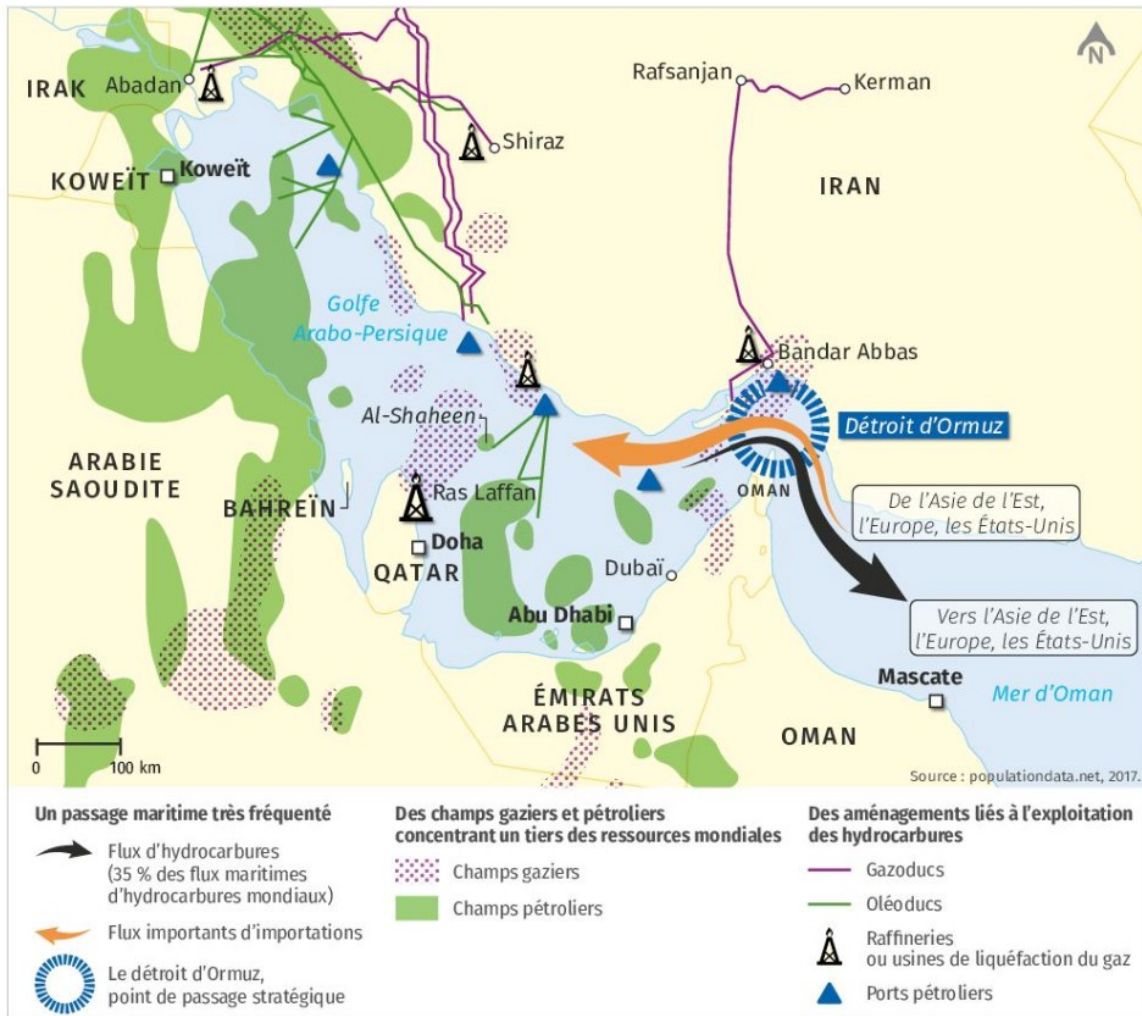 N
IRAK
Abadan
Rafsanjan
Kerman
Shiraz
KOWEÏT
Koweït
IRAN
Golfe
Arabo-Persique
Bandar Abbas
Al-Shaheen
Détroit d'Ormuz
ARABIE
SAOUDITE
BAHREÏN
Ras Laffan
OMAN
De l'Asie de l'Est,
l'Europe, les États-Unis
Doha
QATAR
Dubaï
Abu Dhabi
Vers l'Asie de l'Est,
l'Europe, les États-Unis
Mascate
Mer d'Oman
ÉMIRATS
ARABES UNIS
OMAN
0 100 km
Source : populationdata.net, 2017.
Un passage maritime très fréquenté
Flux d'hydrocarbures
(35 % des flux maritimes
d'hydrocarbures mondiaux)
Flux importants d'importations
Le détroit d'Ormuz,
point de passage stratégique
Des champs gaziers et pétroliers
concentrant un tiers des ressources mondiales
Champs gaziers
Champs pétroliers
Des aménagements liés à l'exploitation
des hydrocarbures
Gazoducs
Oléoducs
Raffineries
ou usines de liquéfaction du gaz
Ports pétroliers